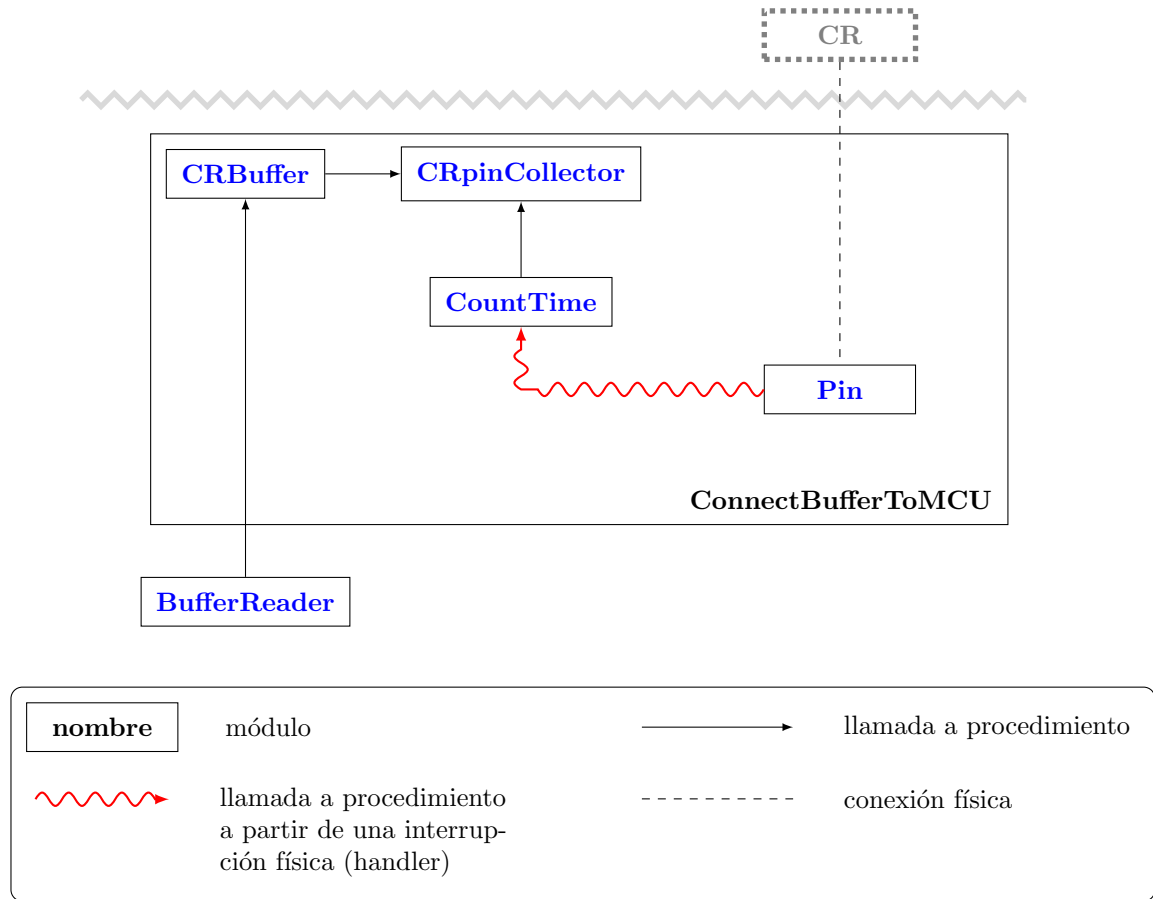 CR
CRBuffer
CRpinCollector
CountTime
Pin
ConnectBufferToMCU
BufferReader
nombre
módulo
llamada a procedimiento
llamada a procedimiento
a partir de una interrup-
ción física (handler)
conexión física